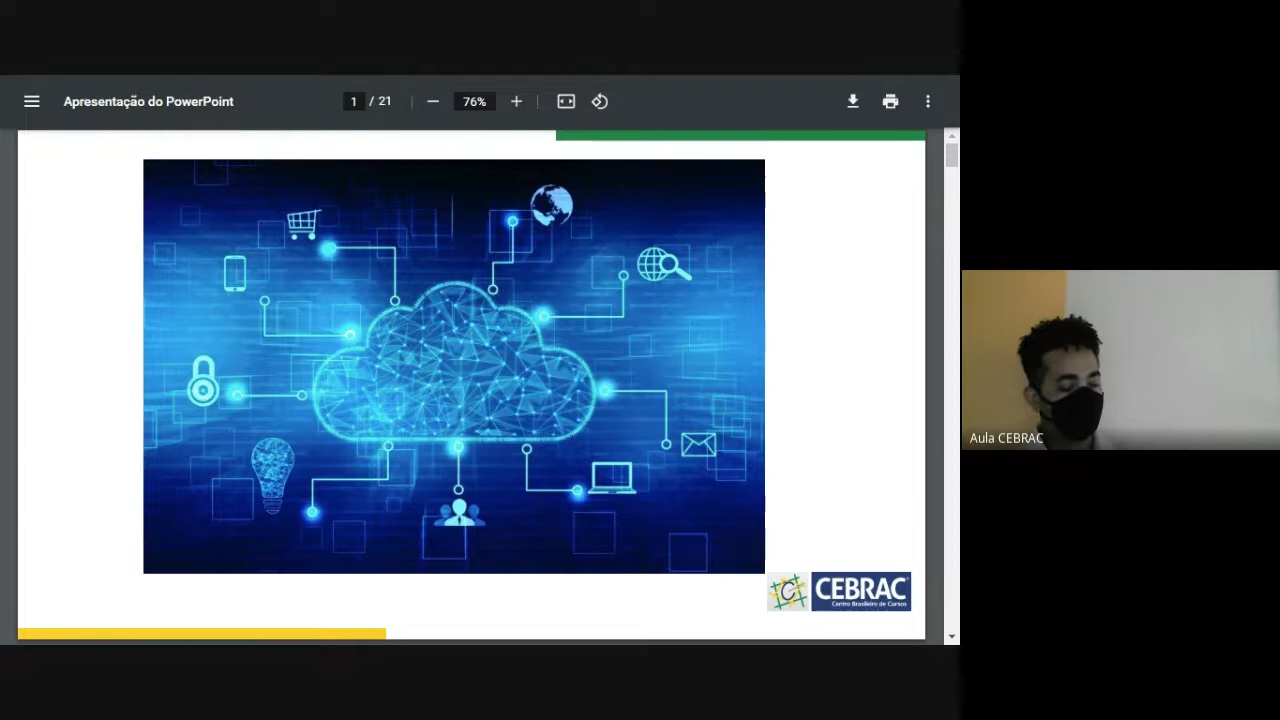 Apresentação do PowerPoint
1 / 21
76%
CEBRAC
Centro Brasileiro de Cursos
Aula CEBRAC